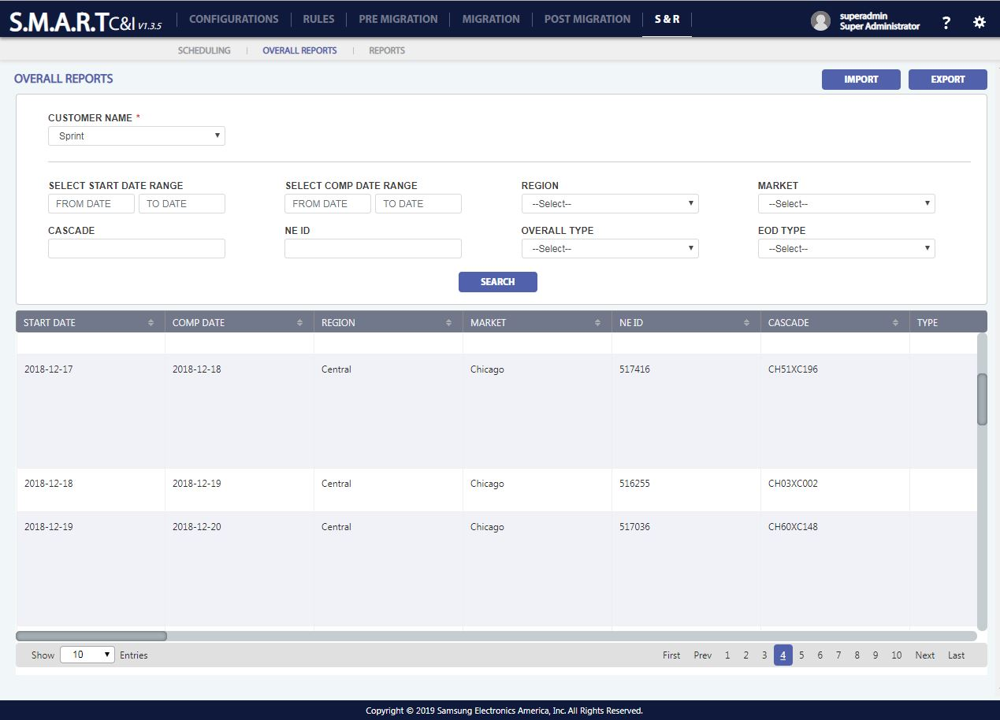 S.M.A.R.T C&I V1.3.5 CONFIGURATIONS RULES PRE MIGRATION MIGRATION POST MIGRATION S & R superadmin Super Administrator ?
SCHEDULING OVERALL REPORTS REPORTS
OVERALL REPORTS IMPORT EXPORT
CUSTOMER NAME *
Sprint
SELECT START DATE RANGE SELECT COMP DATE RANGE REGION MARKET
FROM DATE TO DATE FROM DATE TO DATE --Select-- --Select--
CASCADE NE ID OVERALL TYPE EOD TYPE
--Select-- --Select--
SEARCH
START DATE COMP DATE REGION MARKET NE ID CASCADE TYPE
2018-12-17 2018-12-18 Central Chicago 517416 CH51XC196
2018-12-18 2018-12-19 Central Chicago 516255 CH03XC002
2018-12-19 2018-12-20 Central Chicago 517036 CH60XC148
Show 10 Entries First Prev 1 2 3 4 5 6 7 8 9 10 Next Last
Copyright © 2019 Samsung Electronics America, Inc. All Rights Reserved.